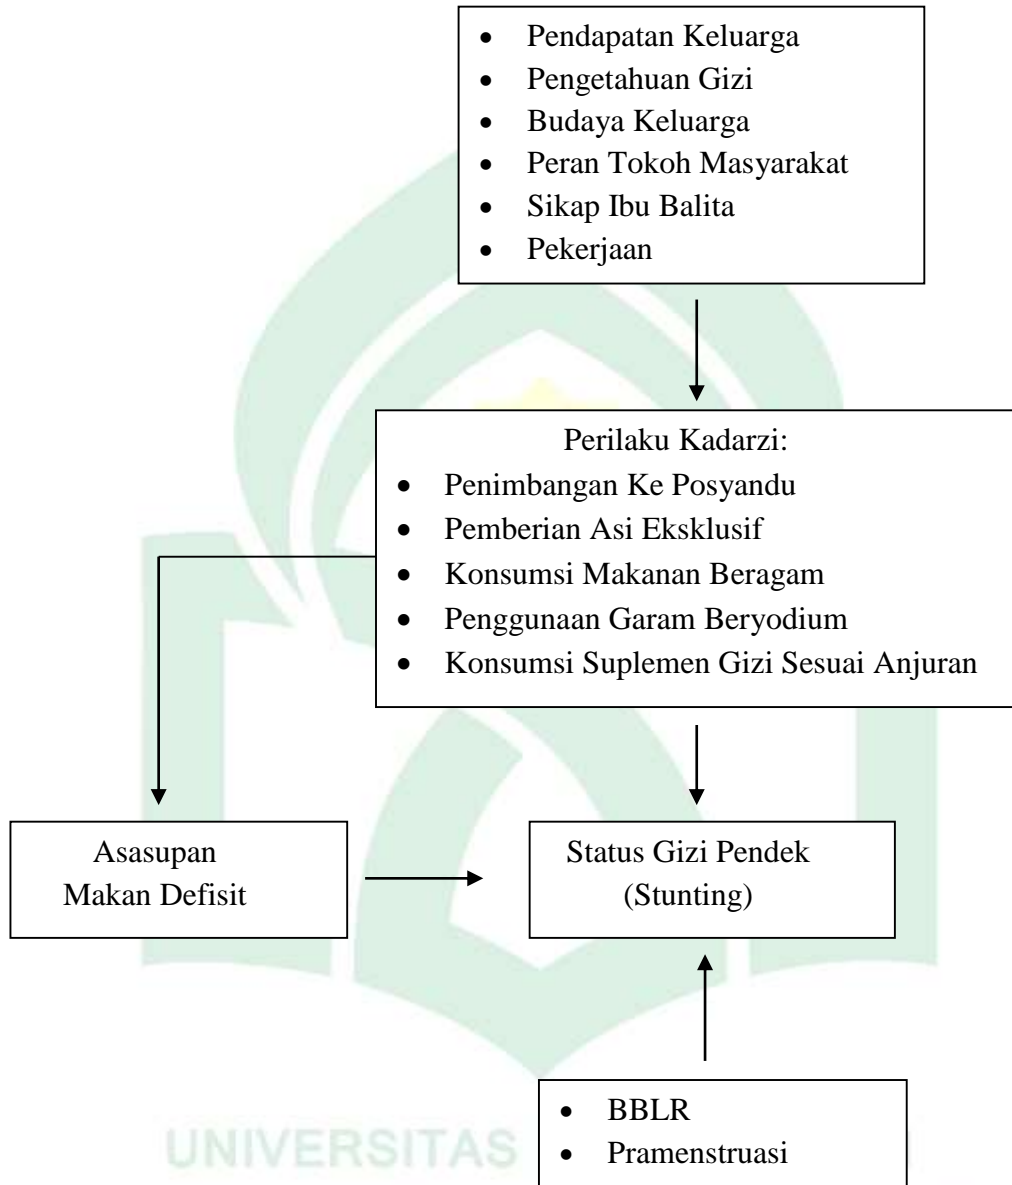 • Pendapatan Keluarga
• Pengetahuan Gizi
• Budaya Keluarga
• Peran Tokoh Masyarakat
• Sikap Ibu Balita
• Pekerjaan
Perilaku Kadarzi:
• Penimbangan Ke Posyandu
• Pemberian Asi Eksklusif
• Konsumsi Makanan Beragam
• Penggunaan Garam Beryodium
• Konsumsi Suplemen Gizi Sesuai Anjuran
Asasupan
Makan Defisit
Status Gizi Pendek
(Stunting)
• BBLR
• Pramenstruasi
UNIVERSITAS